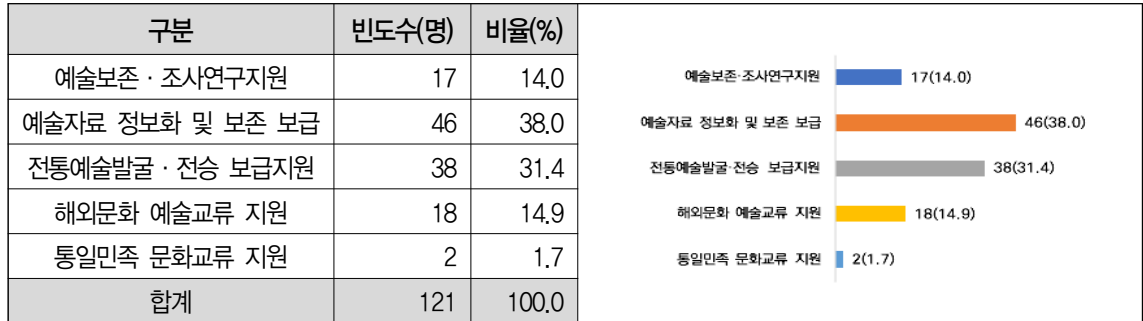 구분 빈도수(명) 비율(%)
예술보존·조사연구지원 17 14.0
예술자료 정보화 및 보존 보급 46 38.0
전통예술발굴·전승 보급지원 38 31.4
해외문화 예술교류 지원 18 14.9
통일민족 문화교류 지원 2 1.7
합계 121 100.0
예술보존·조사연구지원 17(14.0)
예술자료 정보화 및 보존 보급 46(38.0)
전통예술발굴·전승 보급지원 38(31.4)
해외문화 예술교류 지원 18(14.9)
통일민족 문화교류 지원 2(1.7)